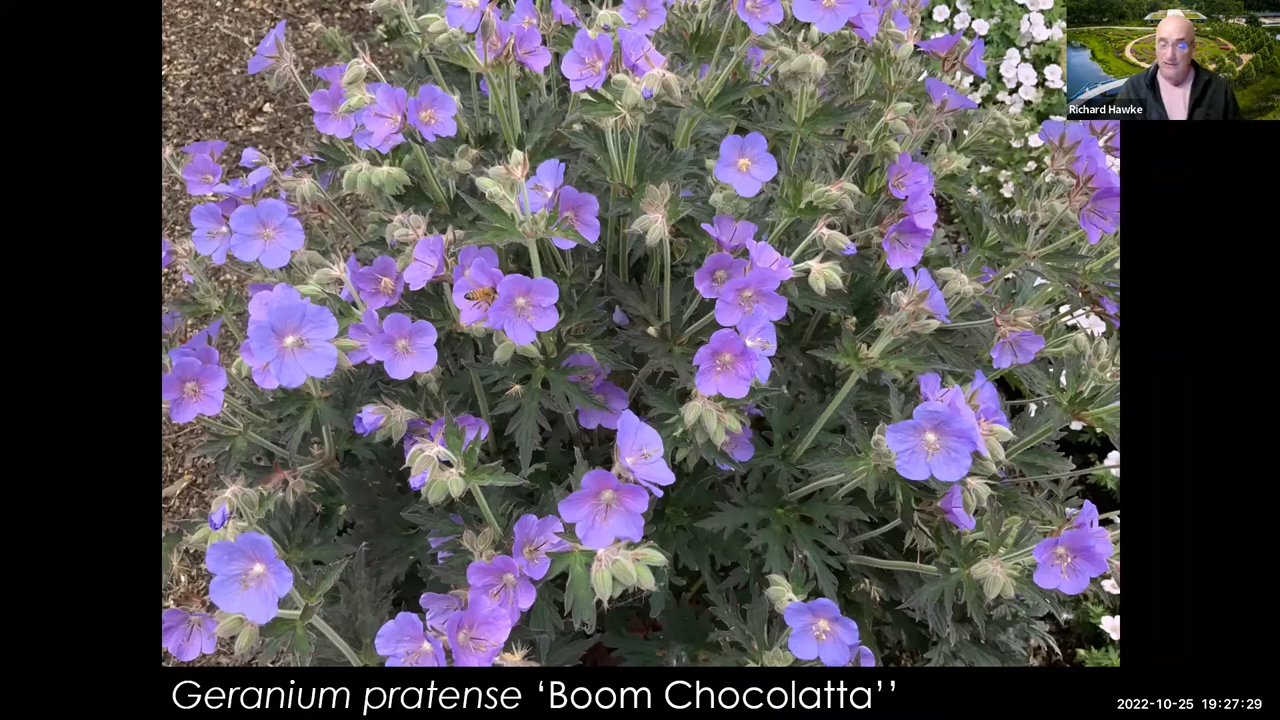 Richard Hawke
Geranium pratense ‘Boom Chocolatta’’
2022-10-25 19:27:29